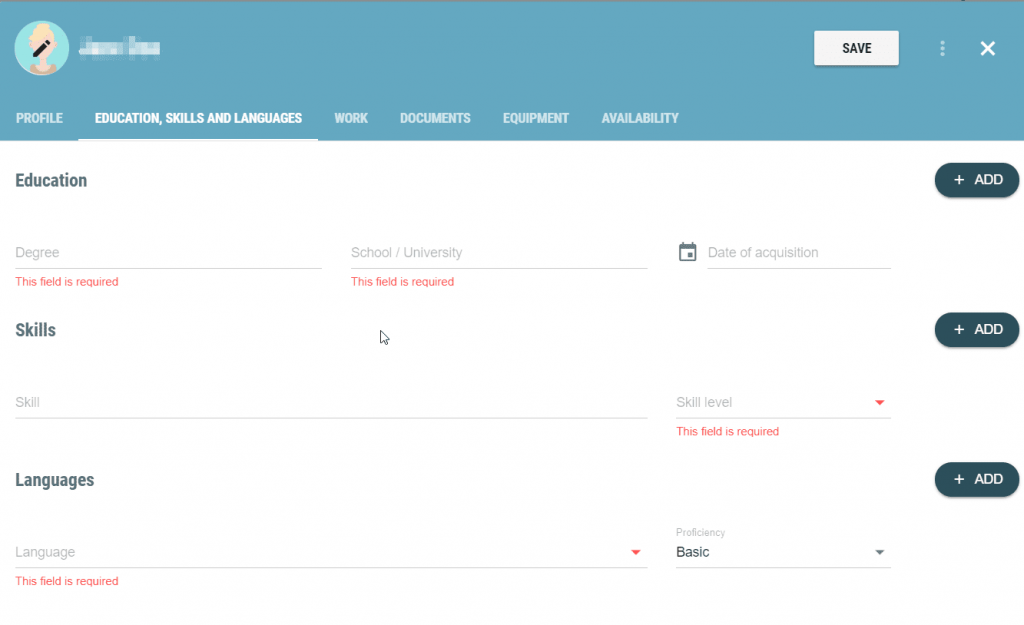 SAVE
PROFILE
EDUCATION, SKILLS AND LANGUAGES
WORK
DOCUMENTS
EQUIPMENT
AVAILABILITY
Education
+ ADD
Degree
School / University
Date of acquisition
This field is required
This field is required
Skills
+ ADD
Skill
Skill level
This field is required
Languages
+ ADD
Proficiency
Language
Basic
This field is required